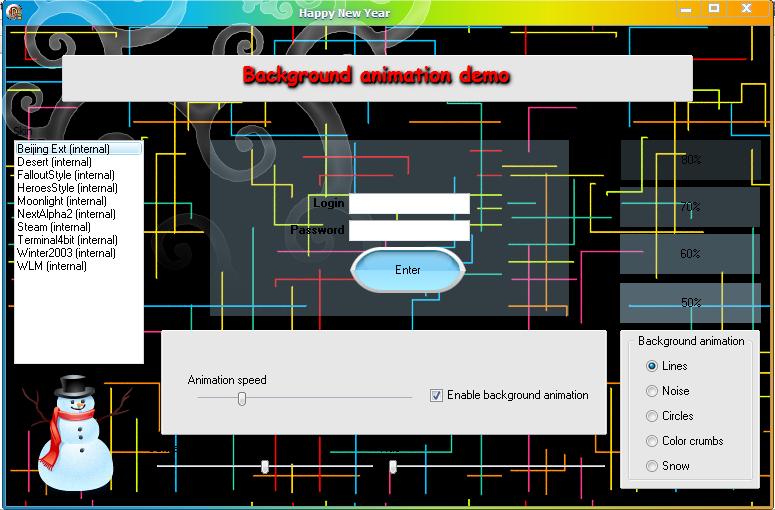 Happy New Year
Background animation demo
Skin
Beijing Ext (internal)
Desert (internal)
FalloutStyle (internal)
HeroesStyle (internal)
Moonlight (internal)
NextAlpha2 (internal)
Steam (internal)
Terminal4bit (internal)
Winter2003 (internal)
WLM (internal)
Login
Password
Enter
80%
70%
60%
50%
Animation speed
Enable background animation
Background animation
Lines
Noise
Circles
Color crumbs
Snow